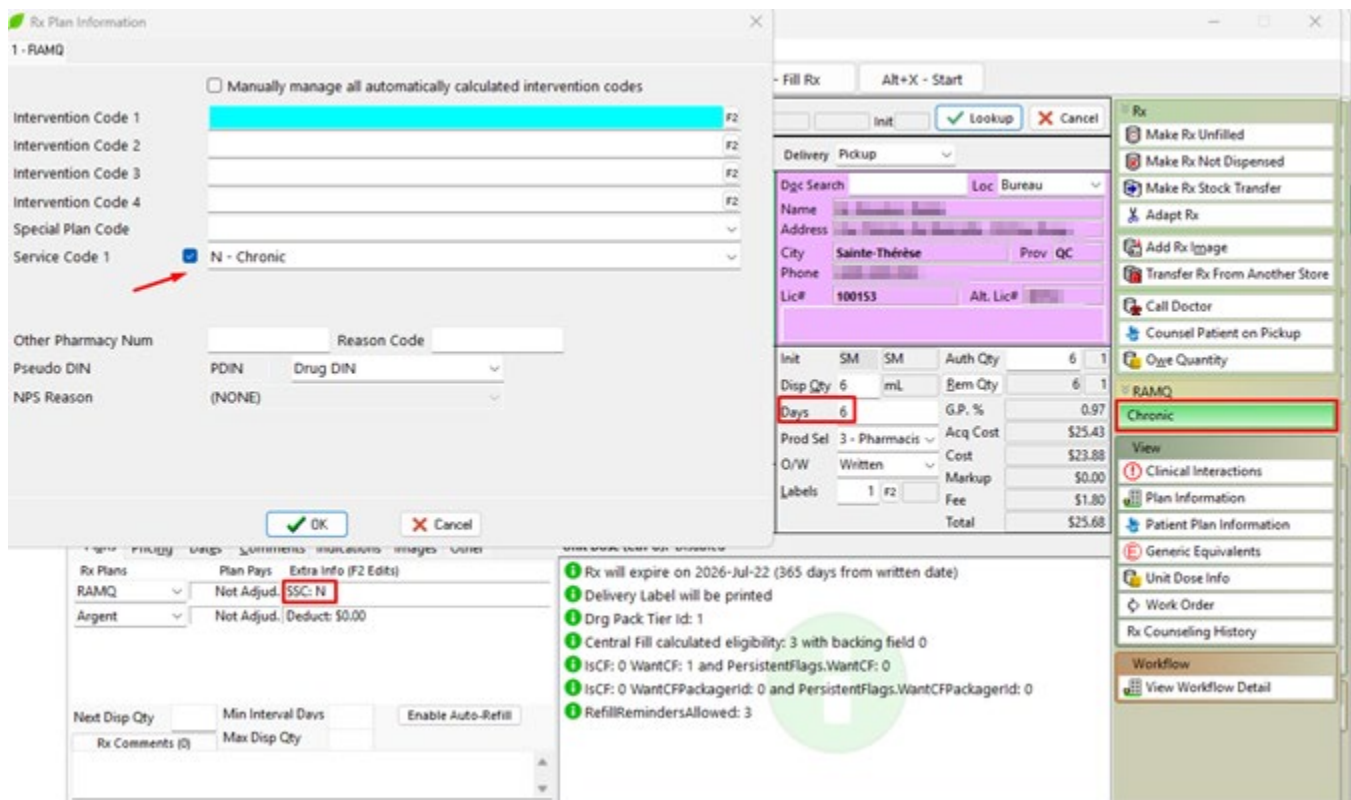 Rx Plan Information
1 - RAMQ
Manually manage all automatically calculated intervention codes
Intervention Code 1 F2
Intervention Code 2 F2
Intervention Code 3 F2
Intervention Code 4 F2
Special Plan Code
Service Code 1 N - Chronic
Other Pharmacy Num Reason Code
Pseudo DIN PDIN Drug DIN
NPS Reason (NONE)
OK Cancel
- Fill Rx Alt+X - Start
Init Lookup Cancel
Delivery Pickup
Doc Search Loc Bureau
Name
Address
City Sainte-Thérèse Prov QC
Phone
Lic# 100153 Alt. Lic#
Init SM SM Auth Qty 6 1
Disp Qty 6 mL Rem Qty 6 1
Days 6 G.P. % 0.97
Prod Sel 3 - Pharmacis Acq Cost $25.43
Cost $23.88
O/W Written Markup $0.00
Labels 1 F2 Fee $1.80
Total $25.68
Rx
Make Rx Unfilled
Make Rx Not Dispensed
Make Rx Stock Transfer
Adapt Rx
Add Rx Image
Transfer Rx From Another Store
Call Doctor
Counsel Patient on Pickup
Owe Quantity
RAMQ
Chronic
View
Clinical Interactions
Plan Information
Patient Plan Information
Generic Equivalents
Unit Dose Info
Work Order
Rx Counseling History
Workflow
View Workflow Detail
Pricing Dates Comments Indications Images Other
Rx Plans Plan Pays Extra Info (F2 Edits)
RAMQ Not Adjud. SSC: N
Argent Not Adjud. Deduct: $0.00
Next Disp Qty Min Interval Days Enable Auto-Refill
Rx Comments (0) Max Disp Qty
Rx will expire on 2026-Jul-22 (365 days from written date)
Delivery Label will be printed
Drg Pack Tier Id: 1
Central Fill calculated eligibility: 3 with backing field 0
IsCF: 0 WantCF: 1 and PersistentFlags.WantCF: 0
IsCF: 0 WantCFPackagerId: 0 and PersistentFlags.WantCFPackagerId: 0
RefillRemindersAllowed: 3